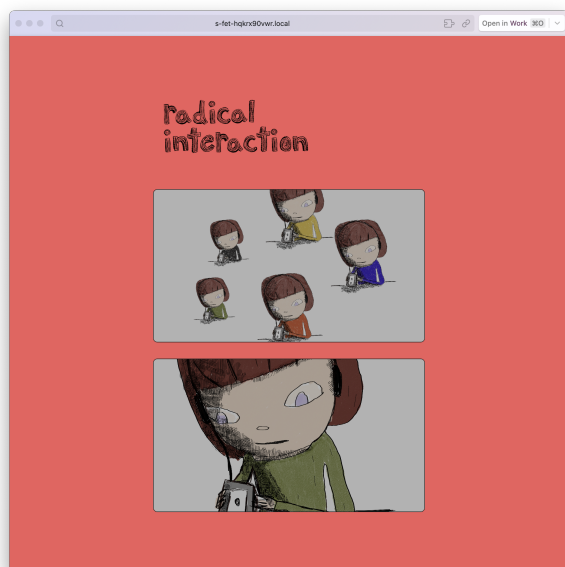 s-fet-hqkrx90vwr.local
Open in Work ⌘O
radical
interaction